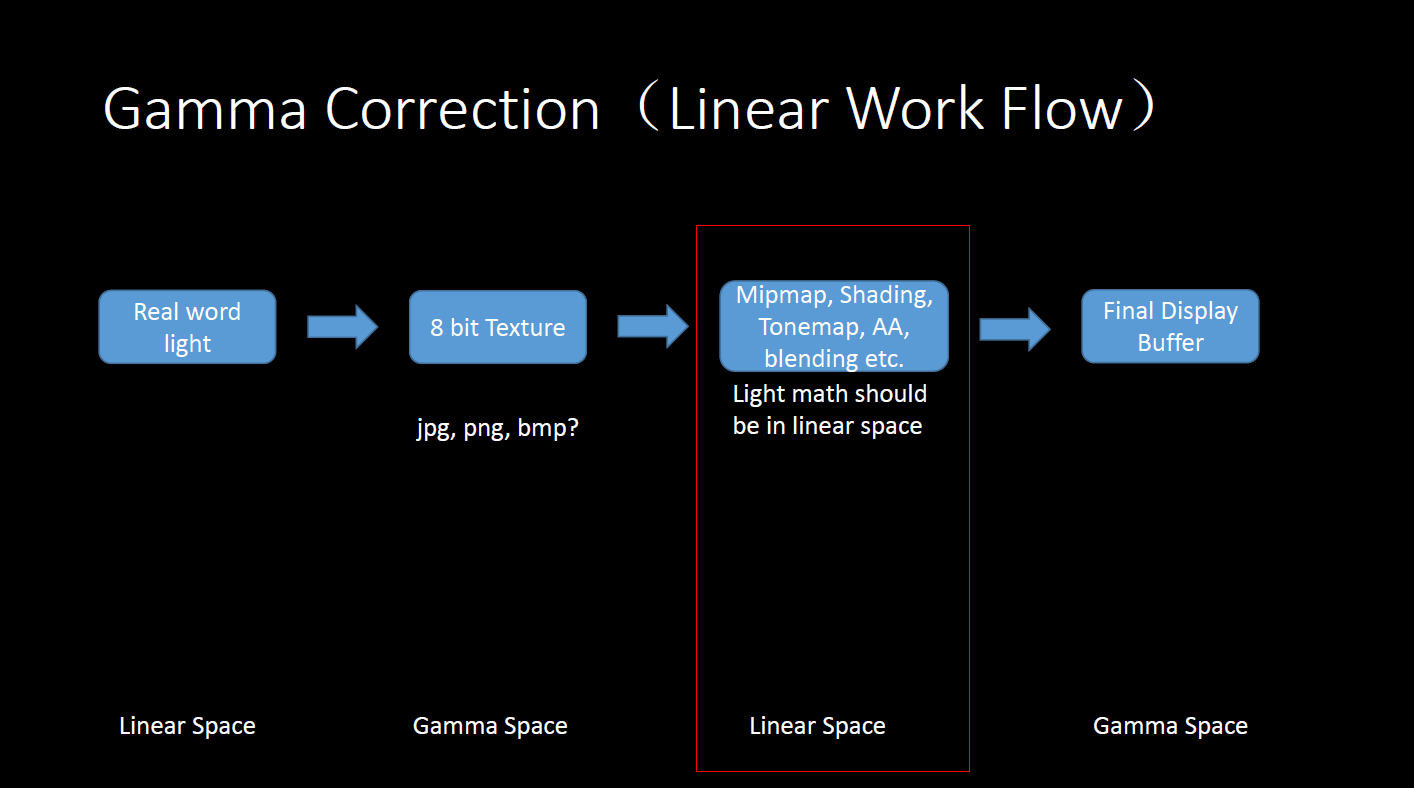 Gamma Correction（Linear Work Flow）
Real word
light
8 bit Texture
Mipmap, Shading,
Tonemap, AA,
blending etc.
Final Display
Buffer
Light math should
be in linear space
jpg, png, bmp?
Linear Space
Gamma Space
Linear Space
Gamma Space